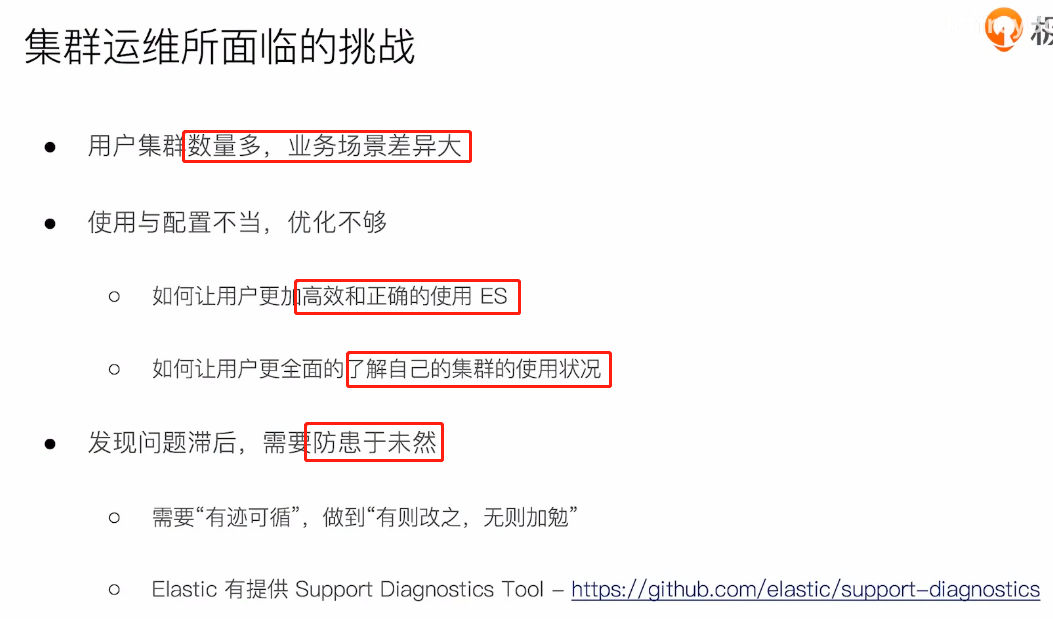 集群运维所面临的挑战
用户集群数量多，业务场景差异大
使用与配置不当，优化不够
如何让用户更加高效和正确的使用 ES
如何让用户更全面的了解自己的集群的使用状况
发现问题滞后，需要防患于未然
需要“有迹可循”，做到“有则改之，无则加勉”
Elastic 有提供 Support Diagnostics Tool – https://github.com/elastic/support-diagnostics